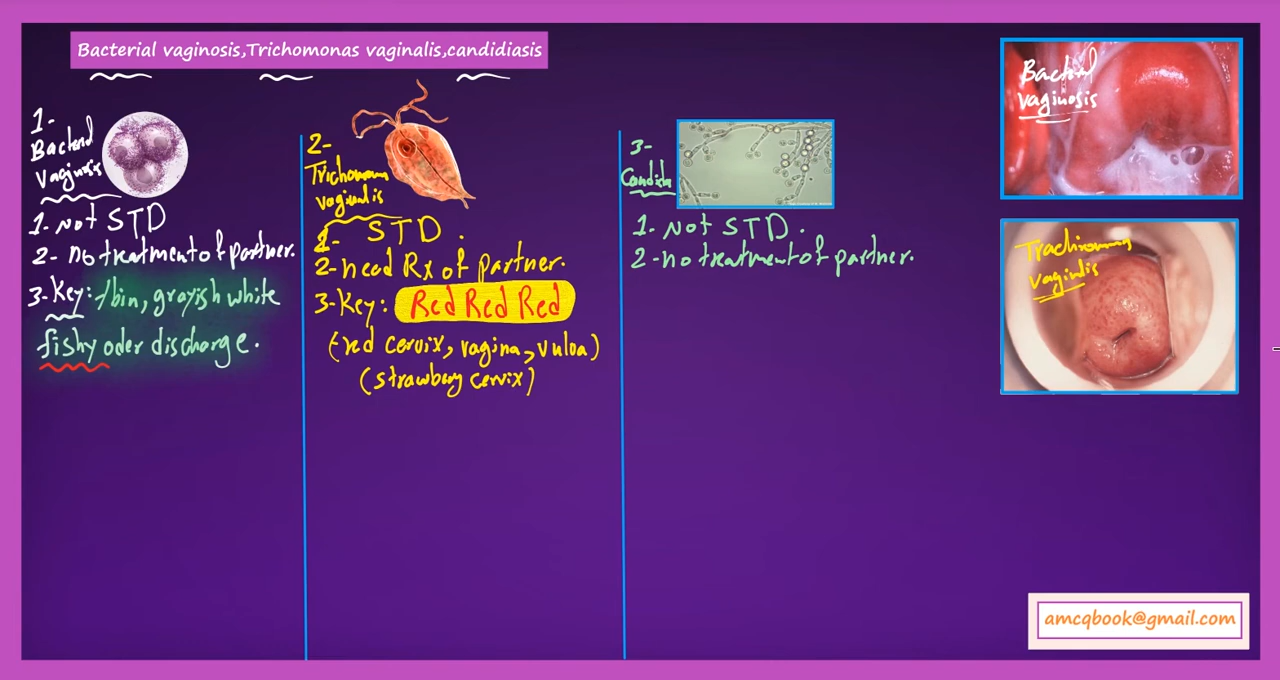 Bacterial vaginosis,Trichomonas vaginalis,candidiasis
1-
Bacterial
vaginosis
1- Not STD
2- no treatment of partner.
3- Key: thin, grayish white
fishy oder discharge.
2-
vaginalis
1- STD.
2- need Rx of partner.
3- Key: Red Red Red
(red cervix, vagina, vulva)
(strawberry cervix)
3-
Candida
1- Not STD.
2- no treatment of partner.
Bacterial
vaginosis
amcqbook@gmail.com